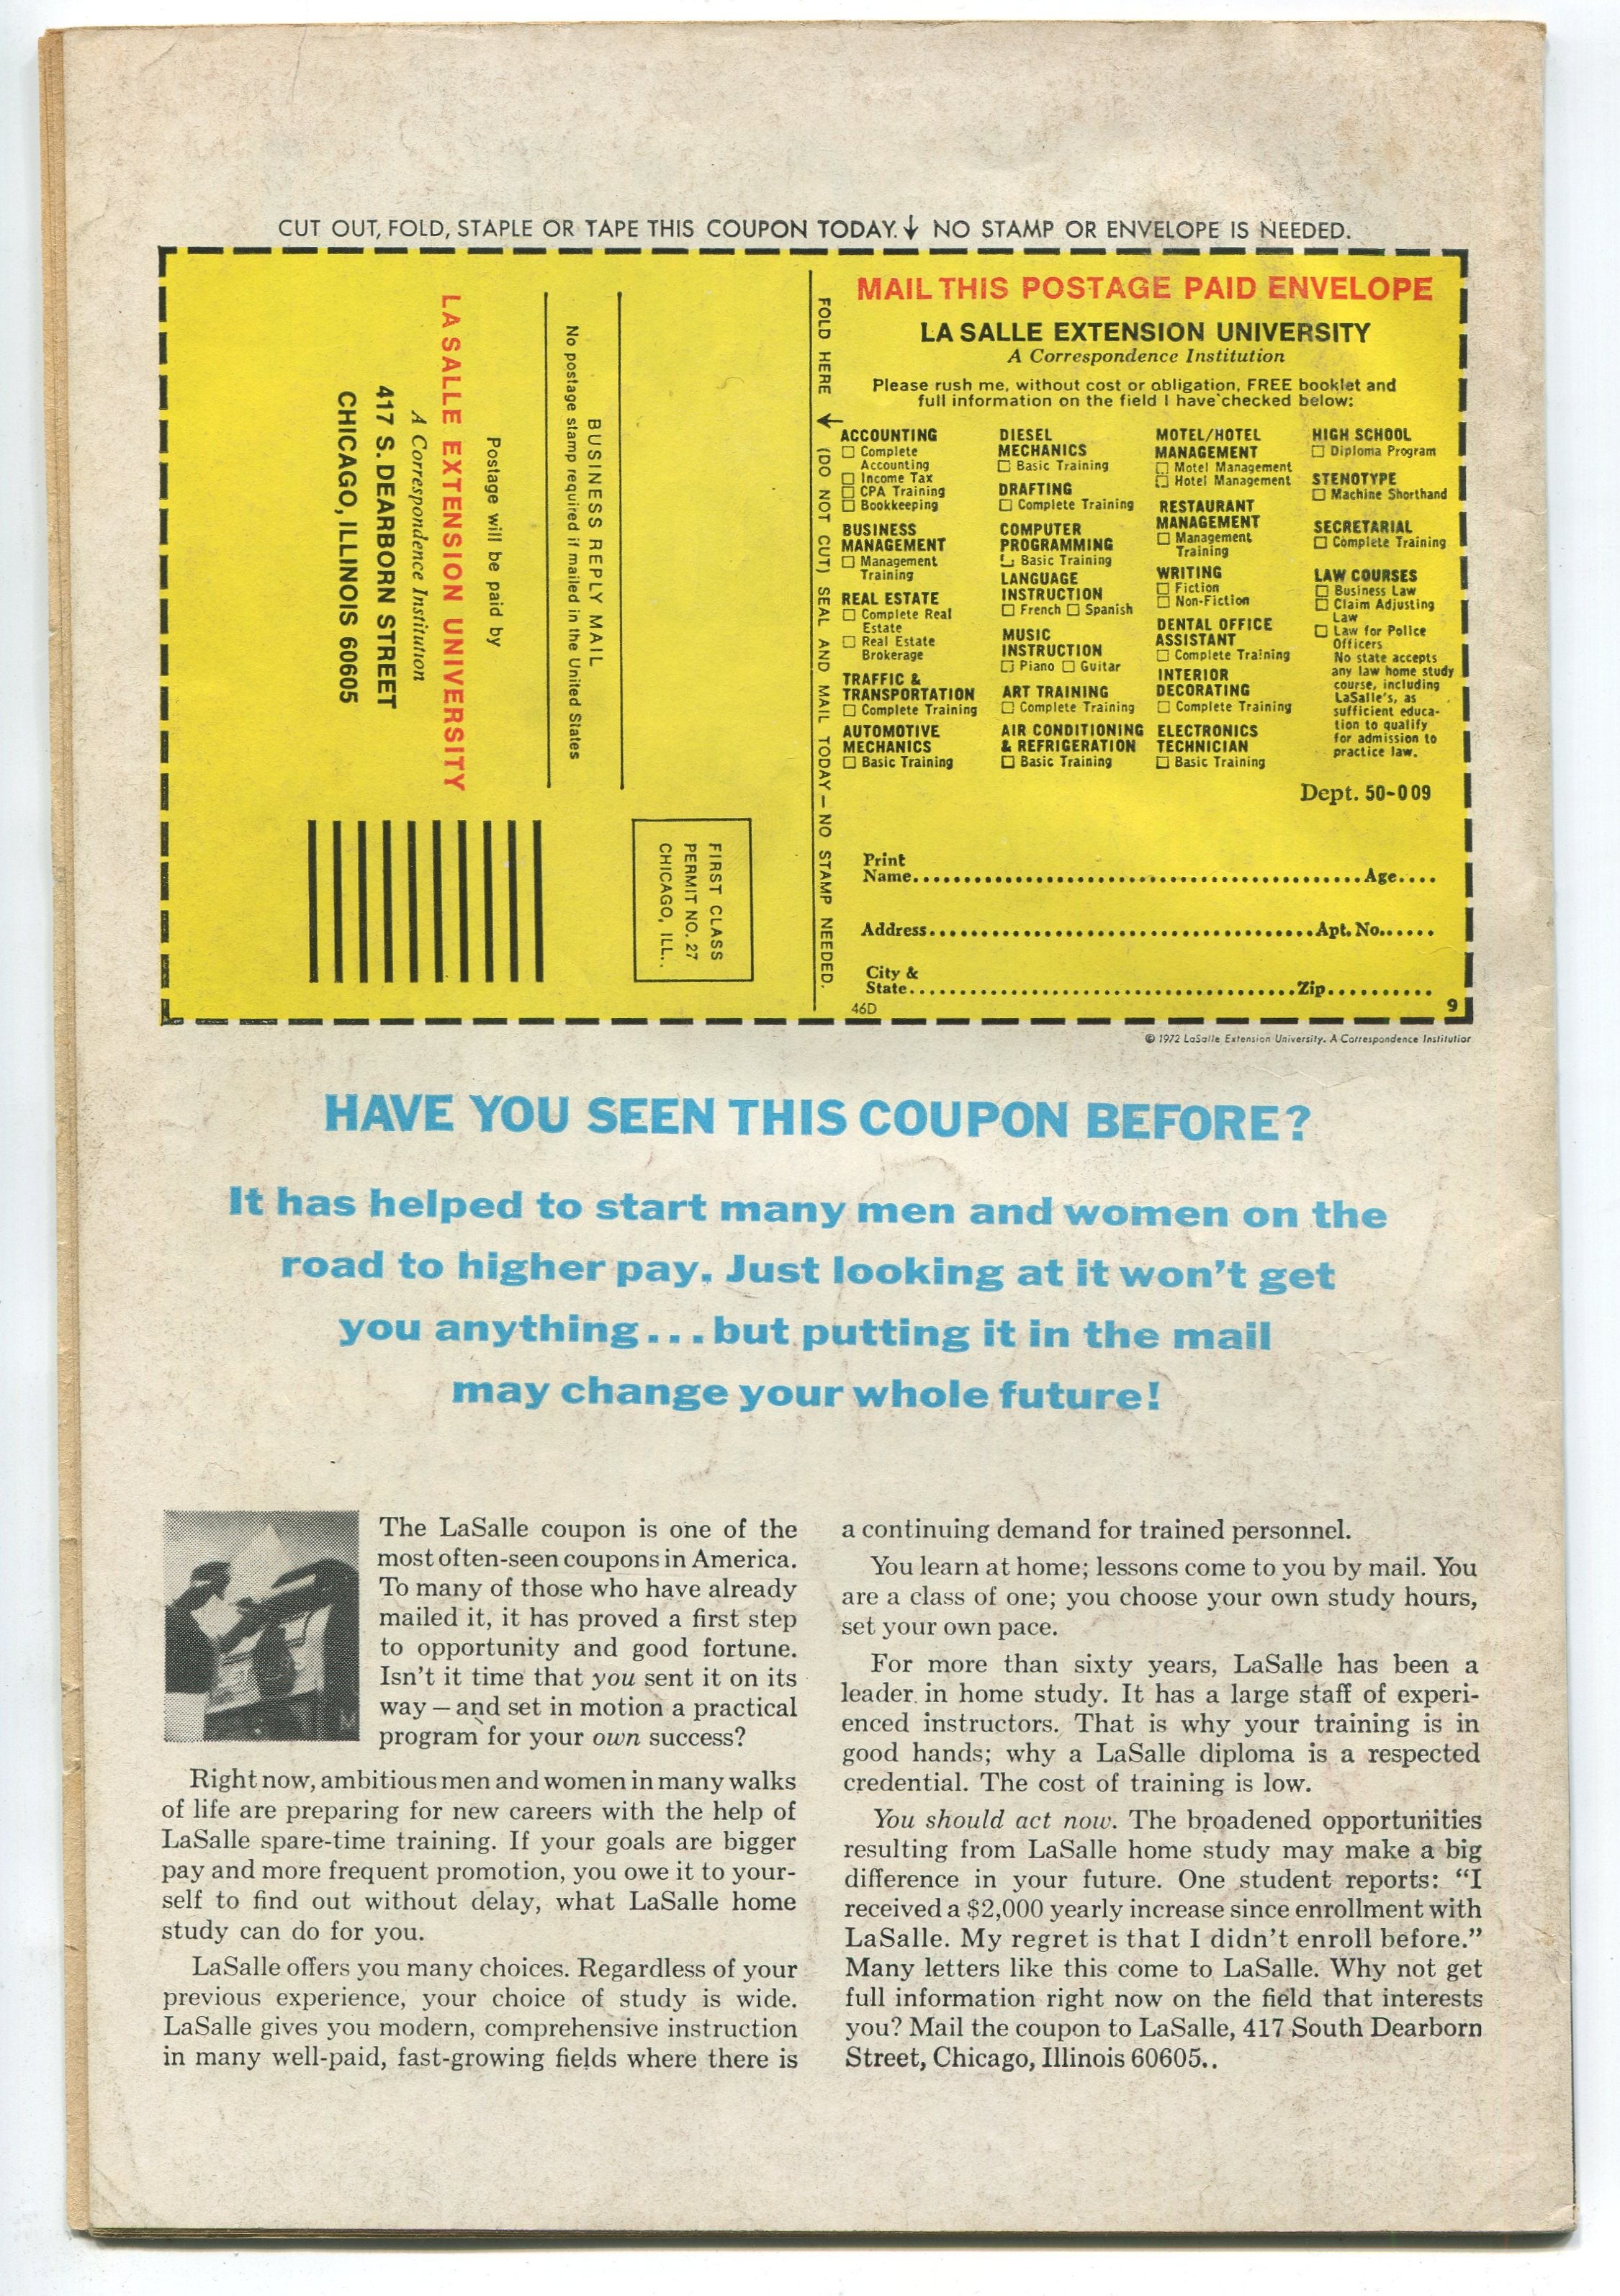 CUT OUT, FOLD, STAPLE OR TAPE THIS COUPON TODAY.↓ NO STAMP OR ENVELOPE IS NEEDED.
LA SALLE EXTENSION UNIVERSITY
A Correspondence Institution
417 S. DEARBORN STREET
CHICAGO, ILLINOIS 60605
Postage will be paid by
BUSINESS REPLY MAIL
No postage stamp required if mailed in the United States
FIRST CLASS
PERMIT NO. 27
CHICAGO, ILL..
FOLD HERE ↓ (DO NOT CUT) SEAL AND MAIL TODAY — NO STAMP NEEDED.
MAIL THIS POSTAGE PAID ENVELOPE
LA SALLE EXTENSION UNIVERSITY
A Correspondence Institution
Please rush me, without cost or obligation, FREE booklet and
full information on the field I have checked below:
ACCOUNTING
☐ Complete
Accounting
☐ Income Tax
☐ CPA Training
☐ Bookkeeping
BUSINESS
MANAGEMENT
☐ Management
Training
REAL ESTATE
☐ Complete Real
Estate
☐ Real Estate
Brokerage
TRAFFIC &
TRANSPORTATION
☐ Complete Training
AUTOMOTIVE
MECHANICS
☐ Basic Training
DIESEL
MECHANICS
☐ Basic Training
DRAFTING
☐ Complete Training
COMPUTER
PROGRAMMING
☐ Basic Training
LANGUAGE
INSTRUCTION
☐ French ☐ Spanish
MUSIC
INSTRUCTION
☐ Piano ☐ Guitar
ART TRAINING
☐ Complete Training
AIR CONDITIONING
& REFRIGERATION
☐ Basic Training
MOTEL/HOTEL
MANAGEMENT
☐ Motel Management
☐ Hotel Management
RESTAURANT
MANAGEMENT
☐ Management
Training
WRITING
☐ Fiction
☐ Non-Fiction
DENTAL OFFICE
ASSISTANT
☐ Complete Training
INTERIOR
DECORATING
☐ Complete Training
ELECTRONICS
TECHNICIAN
☐ Basic Training
HIGH SCHOOL
☐ Diploma Program
STENOTYPE
☐ Machine Shorthand
SECRETARIAL
☐ Complete Training
LAW COURSES
☐ Business Law
☐ Claim Adjusting
Law
☐ Law for Police
Officers
No state accepts
any law home study
course, including
LaSalle's, as
sufficient educa-
tion to qualify
for admission to
practice law.
Dept. 50-009
Print
Name.............................................Age....
Address......................................Apt. No......
City &
State......................................Zip..........
46D
9
© 1972 LaSalle Extension University. A Correspondence Institution
HAVE YOU SEEN THIS COUPON BEFORE?
It has helped to start many men and women on the
road to higher pay. Just looking at it won't get
you anything...but putting it in the mail
may change your whole future!
The LaSalle coupon is one of the
most often-seen coupons in America.
To many of those who have already
mailed it, it has proved a first step
to opportunity and good fortune.
Isn't it time that you sent it on its
way — and set in motion a practical
program for your own success?
Right now, ambitious men and women in many walks
of life are preparing for new careers with the help of
LaSalle spare-time training. If your goals are bigger
pay and more frequent promotion, you owe it to your-
self to find out without delay, what LaSalle home
study can do for you.
LaSalle offers you many choices. Regardless of your
previous experience, your choice of study is wide.
LaSalle gives you modern, comprehensive instruction
in many well-paid, fast-growing fields where there is
a continuing demand for trained personnel.
You learn at home; lessons come to you by mail. You
are a class of one; you choose your own study hours,
set your own pace.
For more than sixty years, LaSalle has been a
leader in home study. It has a large staff of experi-
enced instructors. That is why your training is in
good hands; why a LaSalle diploma is a respected
credential. The cost of training is low.
You should act now. The broadened opportunities
resulting from LaSalle home study may make a big
difference in your future. One student reports: "I
received a $2,000 yearly increase since enrollment with
LaSalle. My regret is that I didn't enroll before."
Many letters like this come to LaSalle. Why not get
full information right now on the field that interests
you? Mail the coupon to LaSalle, 417 South Dearborn
Street, Chicago, Illinois 60605..